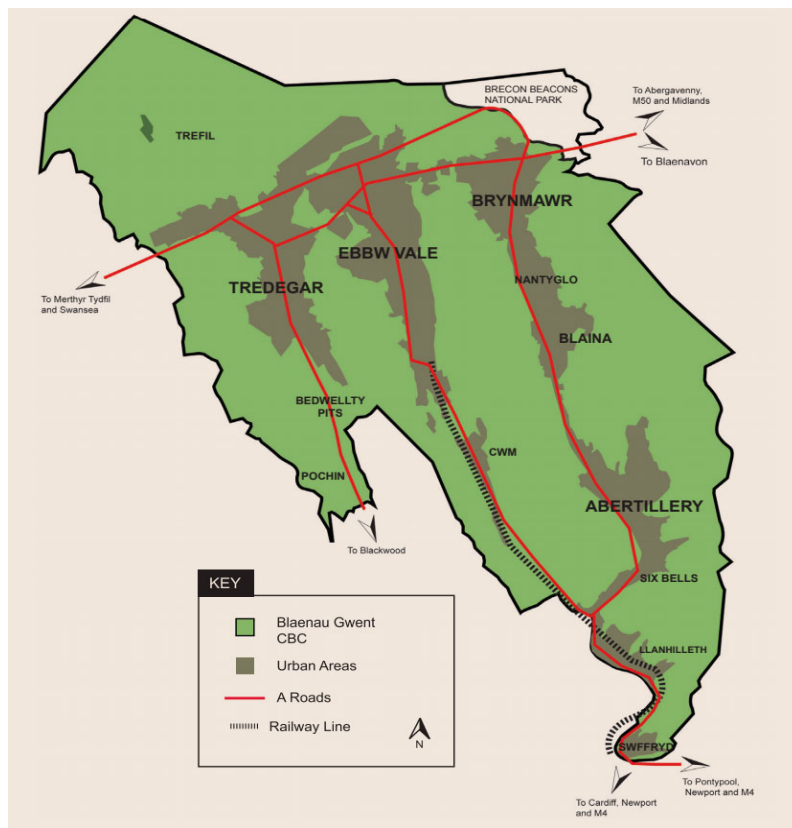 BRECON BEACONS
NATIONAL PARK
To Abergavenny,
M50 and Midlands
To Blaenavon
TREFIL
BRYNMAWR
EBBW VALE
NANTYGLO
TREDEGAR
To Merthyr Tydfil
and Swansea
BLAINA
BEDWELLTY
PITS
CWM
POCHIN
ABERTILLERY
To Blackwood
SIX BELLS
LLANHILLETH
SWFFRYD
To Pontypool,
Newport and M4
To Cardiff, Newport
and M4
KEY
Blaenau Gwent
CBC
Urban Areas
A Roads
Railway Line
N